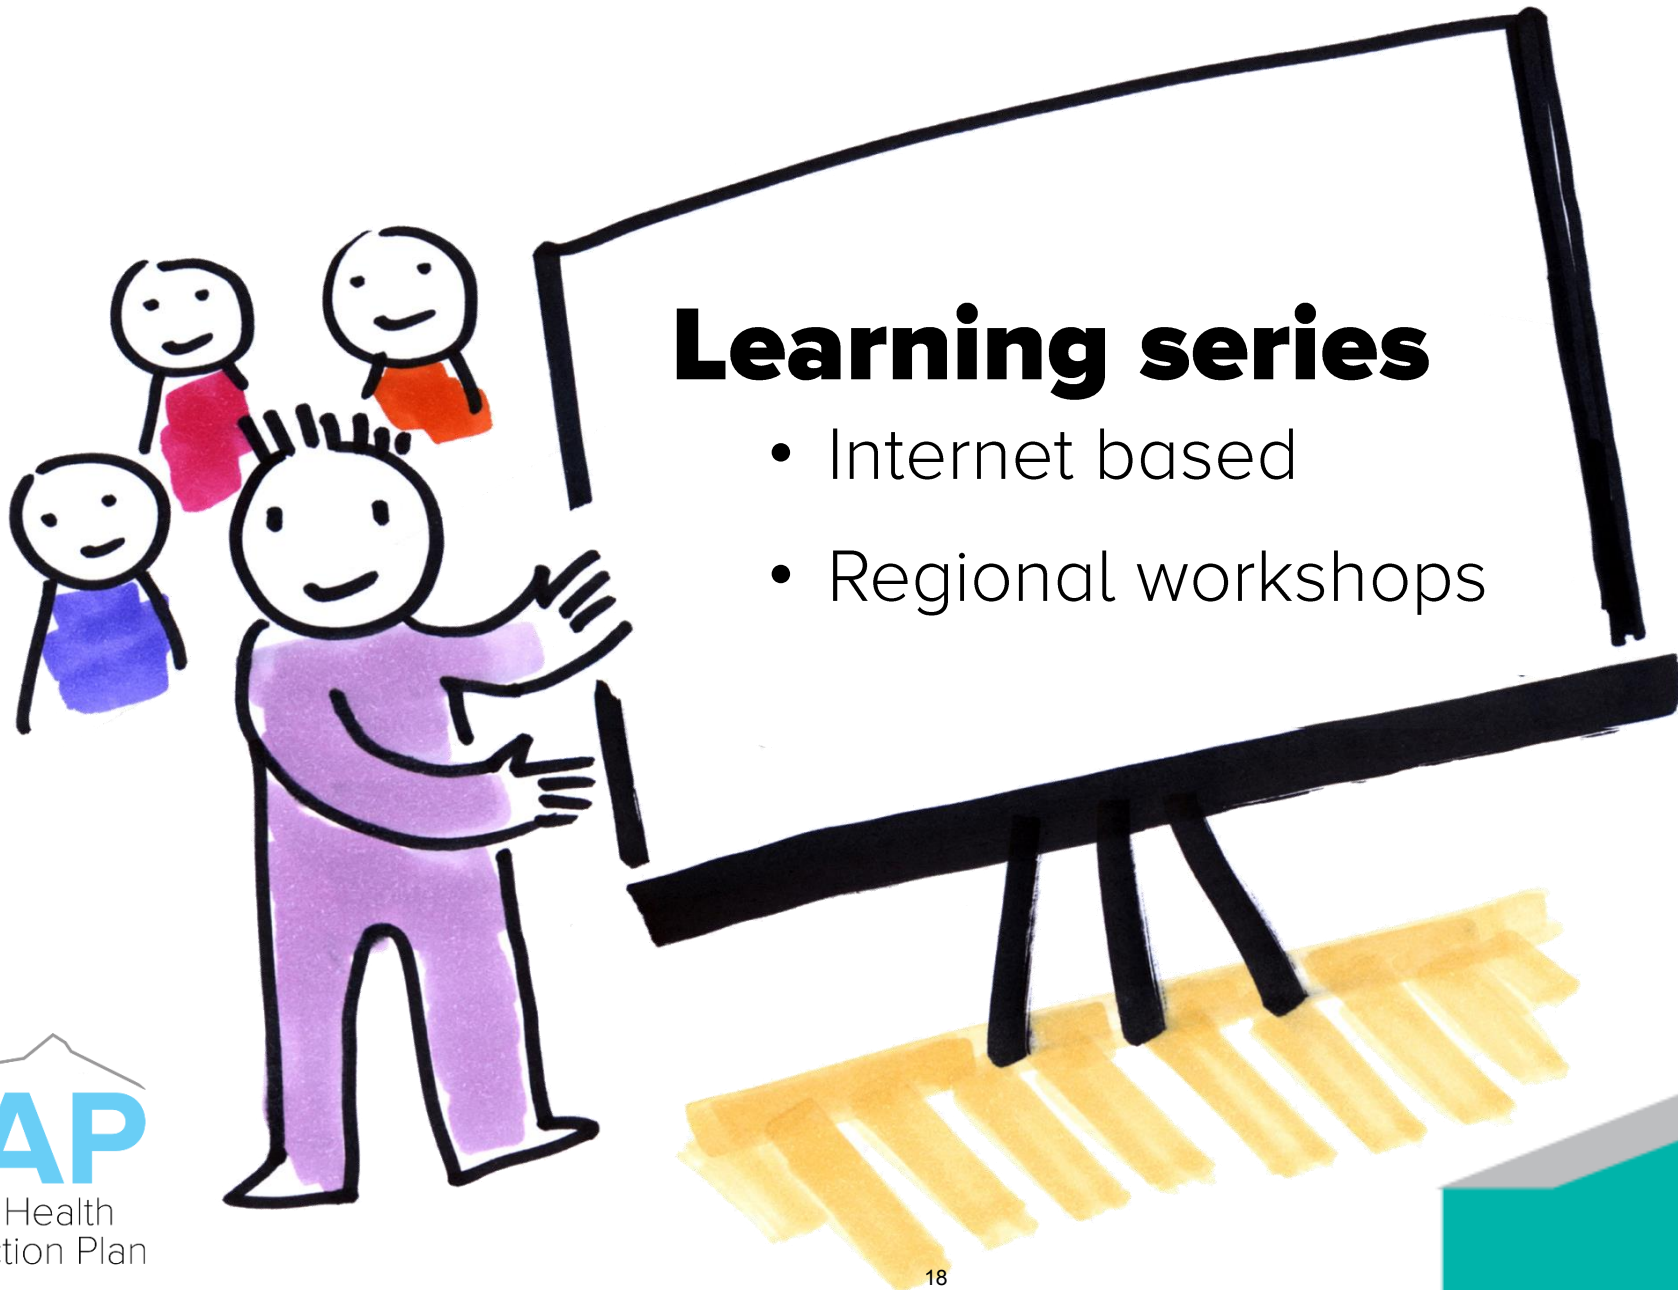 Learning series
• Internet based
• Regional workshops
AP
Health
tion Plan
18